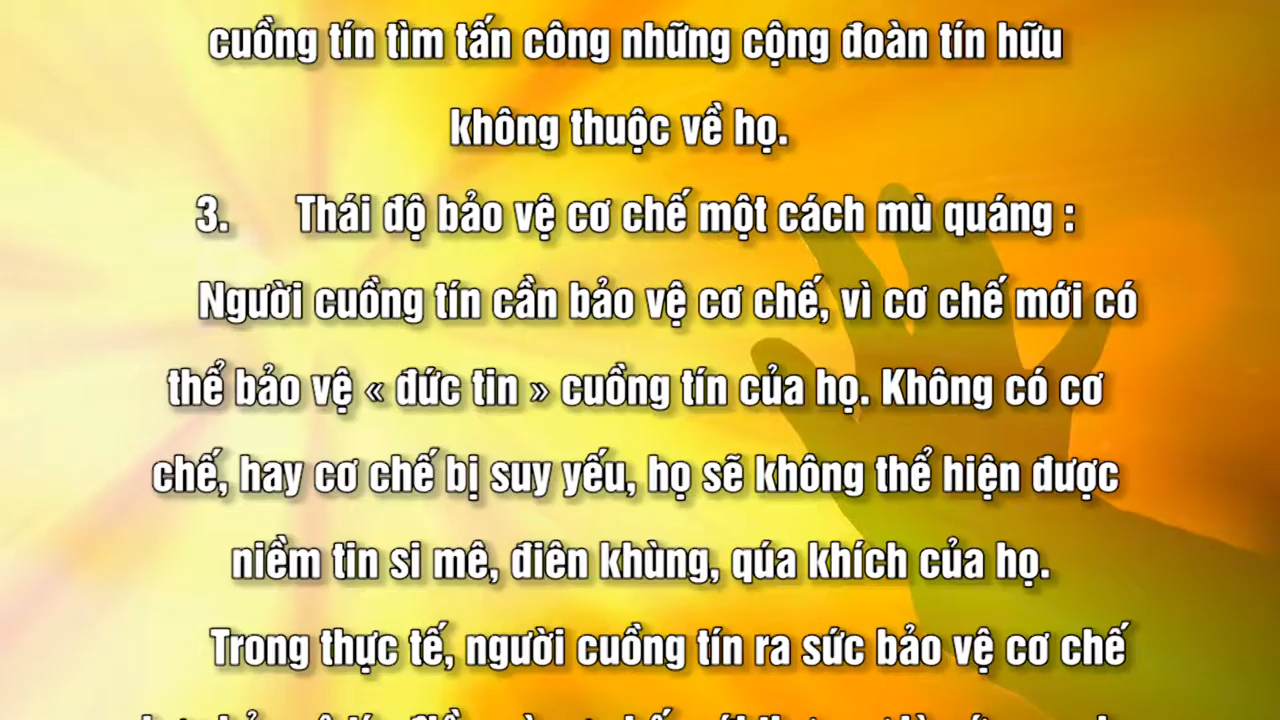 cuồng tín tìm tấn công những cộng đoàn tín hữu
không thuộc về họ.
3. Thái độ bảo vệ cơ chế một cách mù quáng :
Người cuồng tín cần bảo vệ cơ chế, vì cơ chế mới có
thể bảo vệ « đức tin » cuồng tín của họ. Không có cơ
chế, hay cơ chế bị suy yếu, họ sẽ không thể hiện được
niềm tin si mê, điên khùng, qúa khích của họ.
Trong thực tế, người cuồng tín ra sức bảo vệ cơ chế